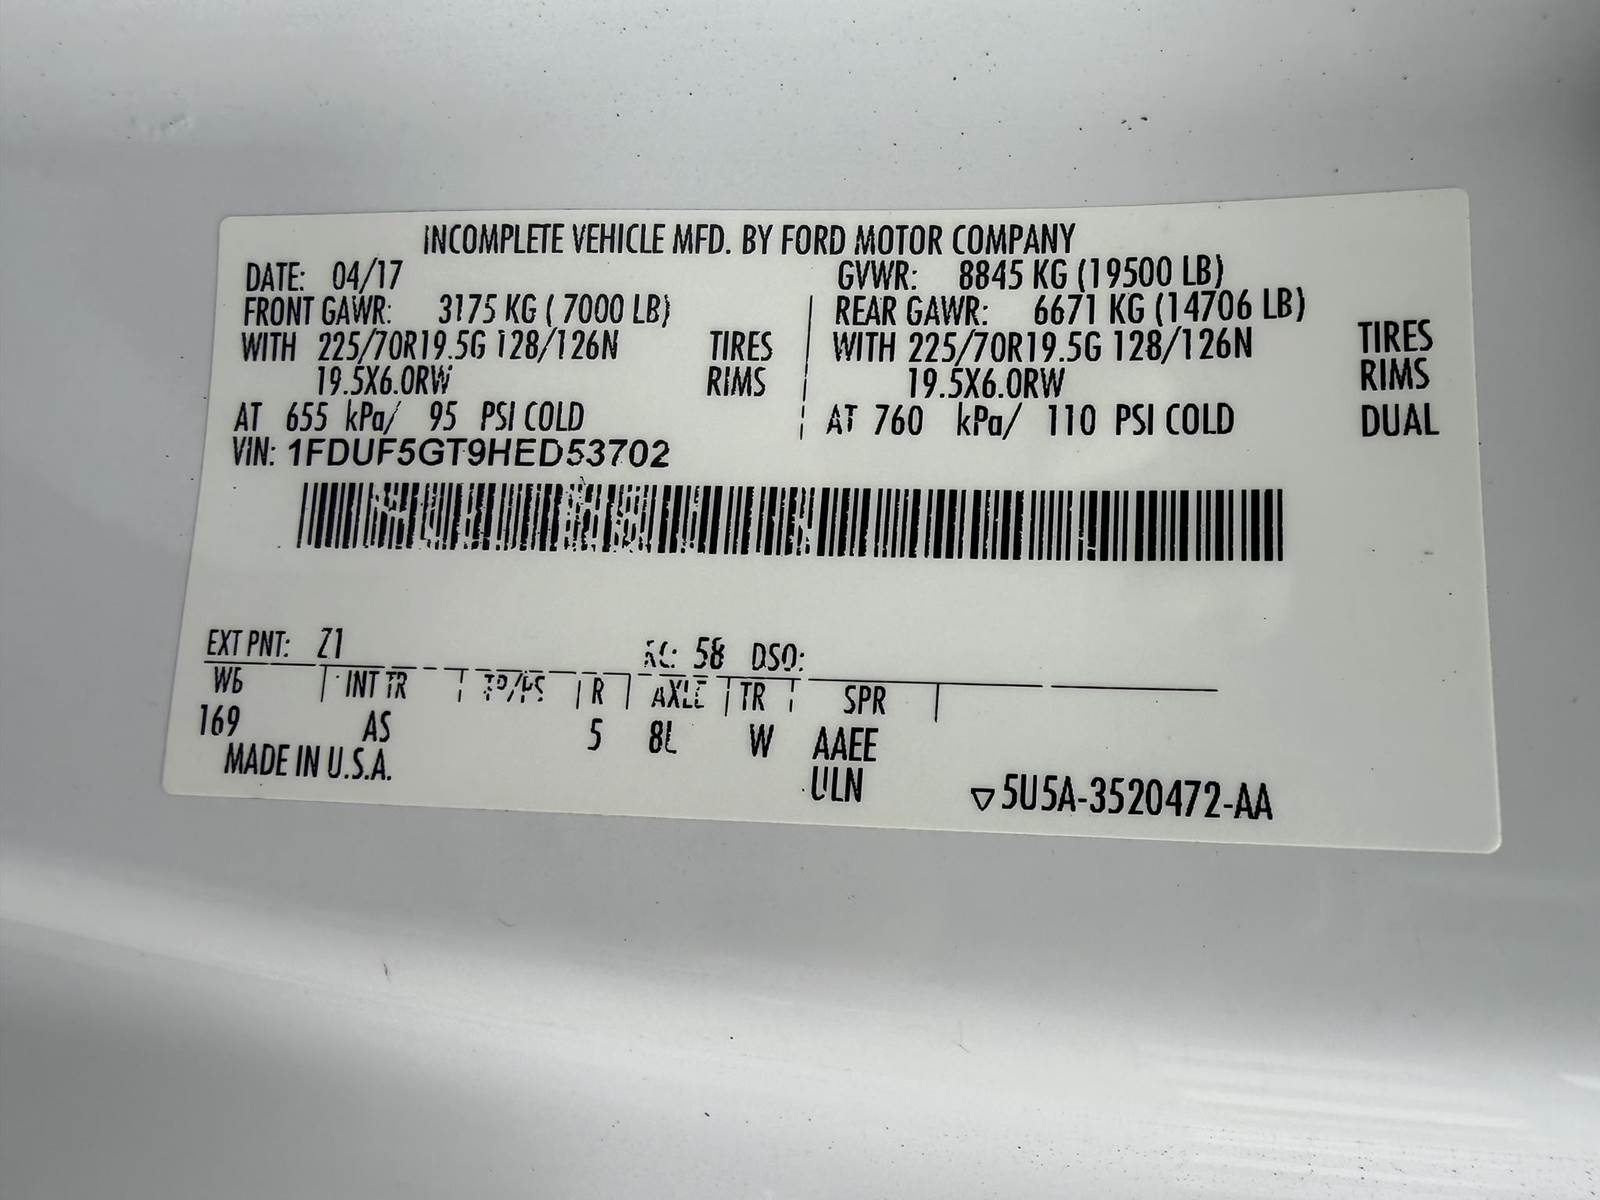 INCOMPLETE VEHICLE MFD. BY FORD MOTOR COMPANY
DATE: 04/17 GVWR: 8845 KG (19500 LB)
FRONT GAWR: 3175 KG ( 7000 LB) REAR GAWR: 6671 KG (14706 LB)
WITH 225/70R19.5G 128/126N TIRES WITH 225/70R19.5G 128/126N TIRES
19.5X6.0RW RIMS 19.5X6.0RW RIMS
AT 655 kPa/ 95 PSI COLD AT 760 kPa/ 110 PSI COLD DUAL
VIN: 1FDUF5GT9HED53702
EXT PNT: Z1 RC: 58 DSO:
WB INT TR TP/PS R AXLE TR SPR
169 AS 5 8L W AAEE
MADE IN U.S.A. ULN ▽5U5A-3520472-AA